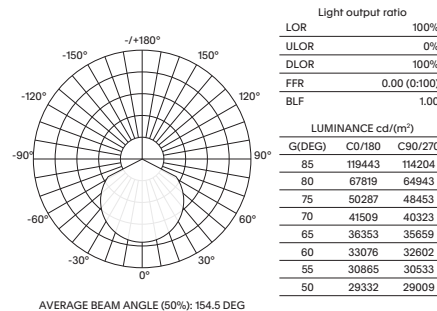 -/+180°
-150°
150°
-120°
120°
-90°
90°
-60°
60°
-30°
30°
0°
AVERAGE BEAM ANGLE (50%): 154.5 DEG
Light output ratio
LOR 100%
ULOR 0%
DLOR 100%
FFR 0.00 (0:100)
BLF 1.00
LUMINANCE cd/(m²)
G(DEG) C0/180 C90/270
85 119443 114204
80 67819 64943
75 50287 48453
70 41509 40323
65 36353 35659
60 33076 32602
55 30865 30533
50 29332 29009